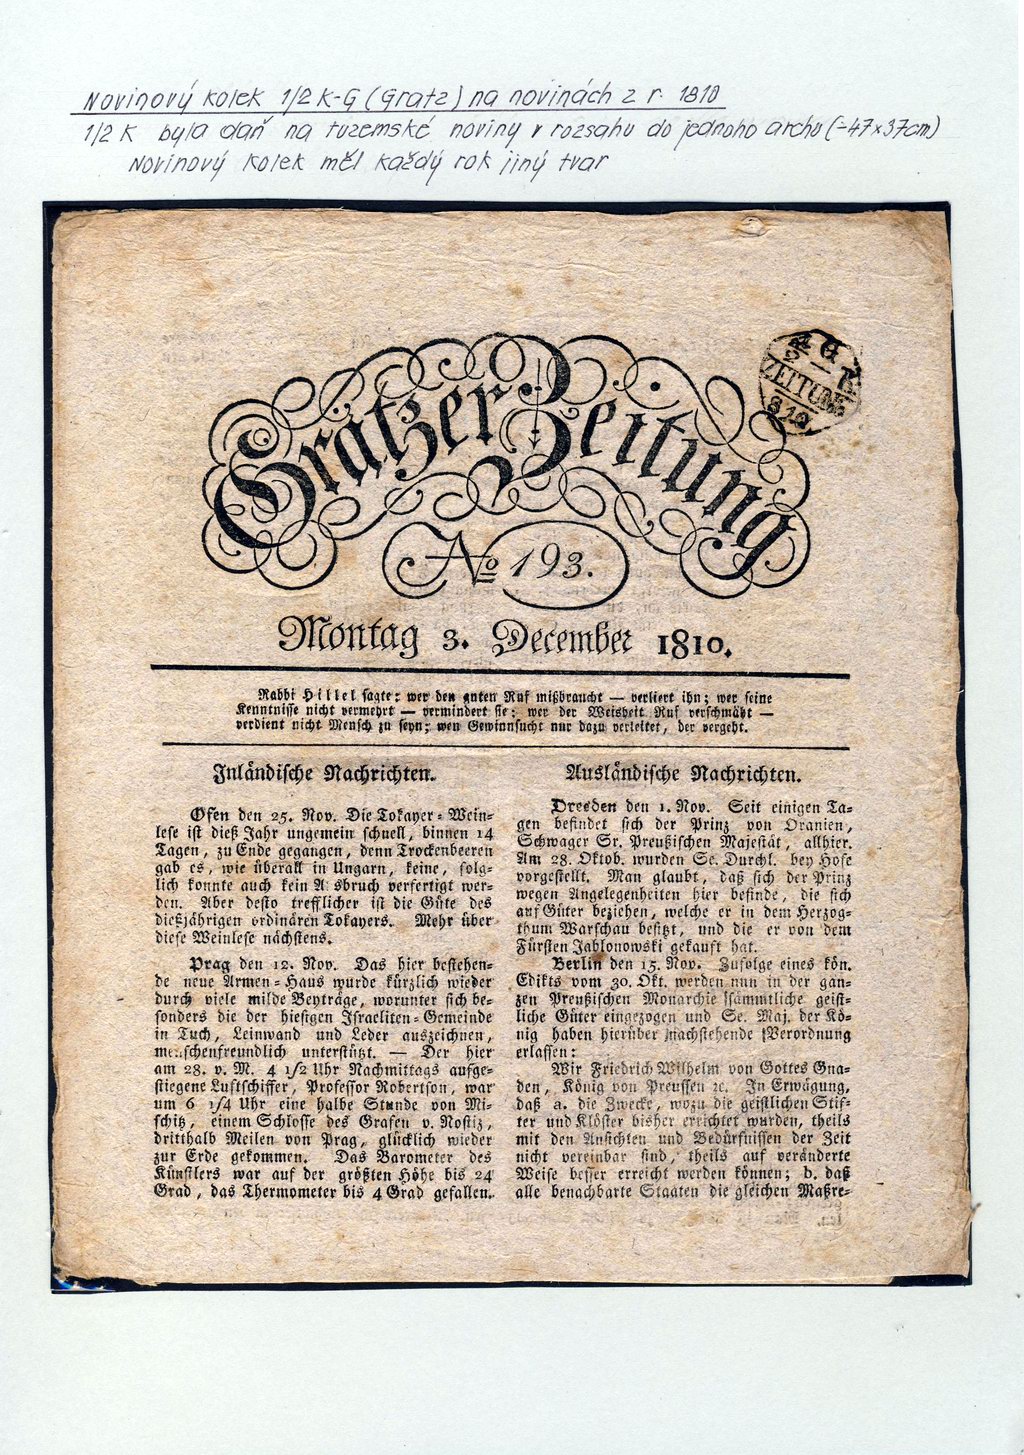 Novinový kolek 1/2 K-G (Gratz) na novinách z r. 1810
1/2 K byla daň na tuzemské noviny v rozsahu do jednoho archu (=47x37cm)
Novinový kolek měl každý rok jiný tvar
½ G
K
ZEITUNG
810
Grätzer Zeitung
No 193.
Montag 3. December 1810.
Rabbi Hillel sagte: wer den guten Ruf mißbraucht — verliert ihn; wer seine
Kenntnisse nicht vermehrt — vermindert sie; wer der Weisheit Ruf verschmäht —
verdient nicht Mensch zu seyn; wen Gewinnsucht nur dazu verleitet, der vergeht.
Inländische Nachrichten.
Ofen den 25. Nov. Die Tokayer-Wein-
lese ist dieß Jahr ungemein schnell, binnen 14
Tagen, zu Ende gegangen, denn Trockenbeeren
gab es, wie überall in Ungarn, keine, folg-
lich konnte auch kein A sbruch verfertigt wer-
den. Aber desto trefflicher ist die Güte des
dießjährigen ordinären Tokayers. Mehr über
diese Weinlese nächstens.
Prag den 12. Nov. Das hier bestehen-
de neue Armen-Haus wurde kürzlich wieder
durch viele milde Beyträge, worunter sich be-
sonders die der hiesigen Israeliten-Gemeinde
in Tuch, Leinwand und Leder auszeichnen,
menschenfreundlich unterstützt. — Der hier
am 28. v. M. 4 1/2 Uhr Nachmittags aufge-
stiegene Luftschiffer, Professor Robertson, war
um 6 1/4 Uhr eine halbe Stunde von Mi-
schitz, einem Schlosse des Grafen v. Nostiz,
dritthalb Meilen von Prag, glücklich wieder
zur Erde gekommen. Das Barometer des
Künstlers war auf der größten Höhe bis 24
Grad, das Thermometer bis 4 Grad gefallen.
Ausländische Nachrichten.
Dresden den 1. Nov. Seit einigen Ta-
gen befindet sich der Prinz von Oranien,
Schwager Sr. Preußischen Majestät, allhier.
Am 28. Oktob. wurden Se. Durchl. bey Hofe
vorgestellt. Man glaubt, daß sich der Prinz
wegen Angelegenheiten hier befinde, die sich
auf Güter beziehen, welche er in dem Herzog-
thum Warschau besitzt, und die er von dem
Fürsten Jablonowski gekauft hat.
Berlin den 15. Nov. Zufolge eines kön.
Edikts vom 30. Okt. werden nun in der gan-
zen Preußischen Monarchie sämmtliche geist-
liche Güter eingezogen und Se. Maj. der Kö-
nig haben hierüber nachstehende Verordnung
erlassen:
Wir Friedrich Wilhelm von Gottes Gna-
den, König von Preussen ꝛc. In Erwägung,
daß a. die Zwecke, wozu die geistlichen Stif-
ter und Klöster bisher errichtet wurden, theils
mit den Ansichten und Bedürfnissen der Zeit
nicht vereinbar sind, theils auf veränderte
Weise besser erreicht werden können; b. daß
alle benachbarte Staaten die gleichen Maßre-